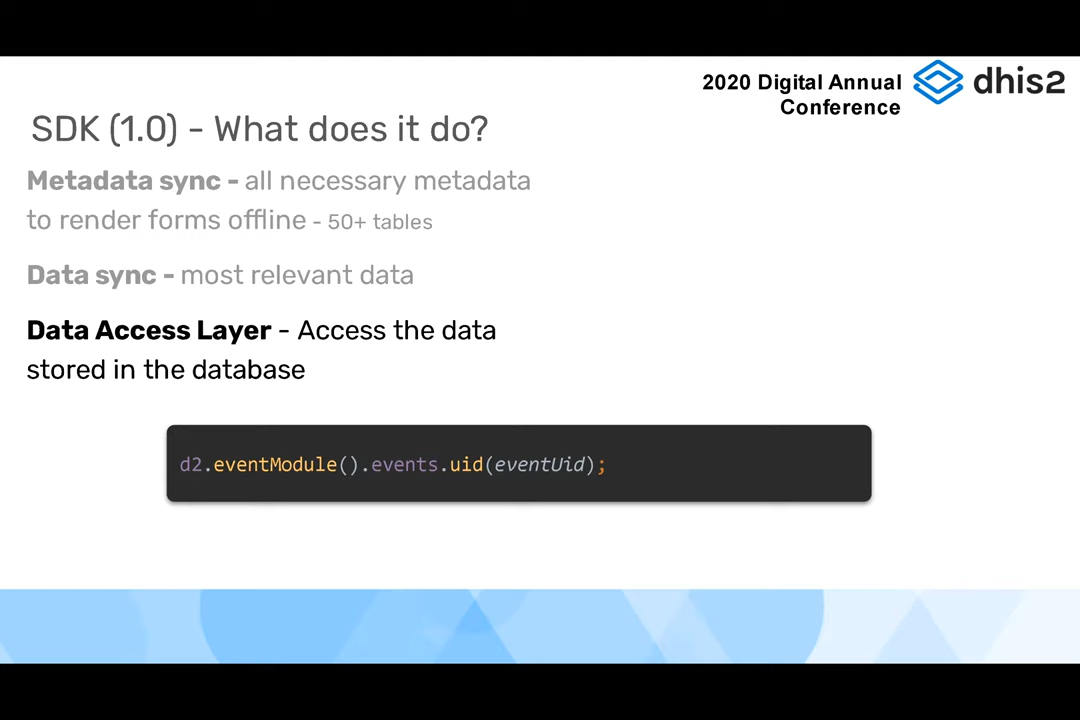 2020 Digital Annual
Conference
dhis2
SDK (1.0) - What does it do?
Metadata sync - all necessary metadata
to render forms offline - 50+ tables
Data sync - most relevant data
Data Access Layer - Access the data
stored in the database
d2.eventModule().events.uid(eventUid);